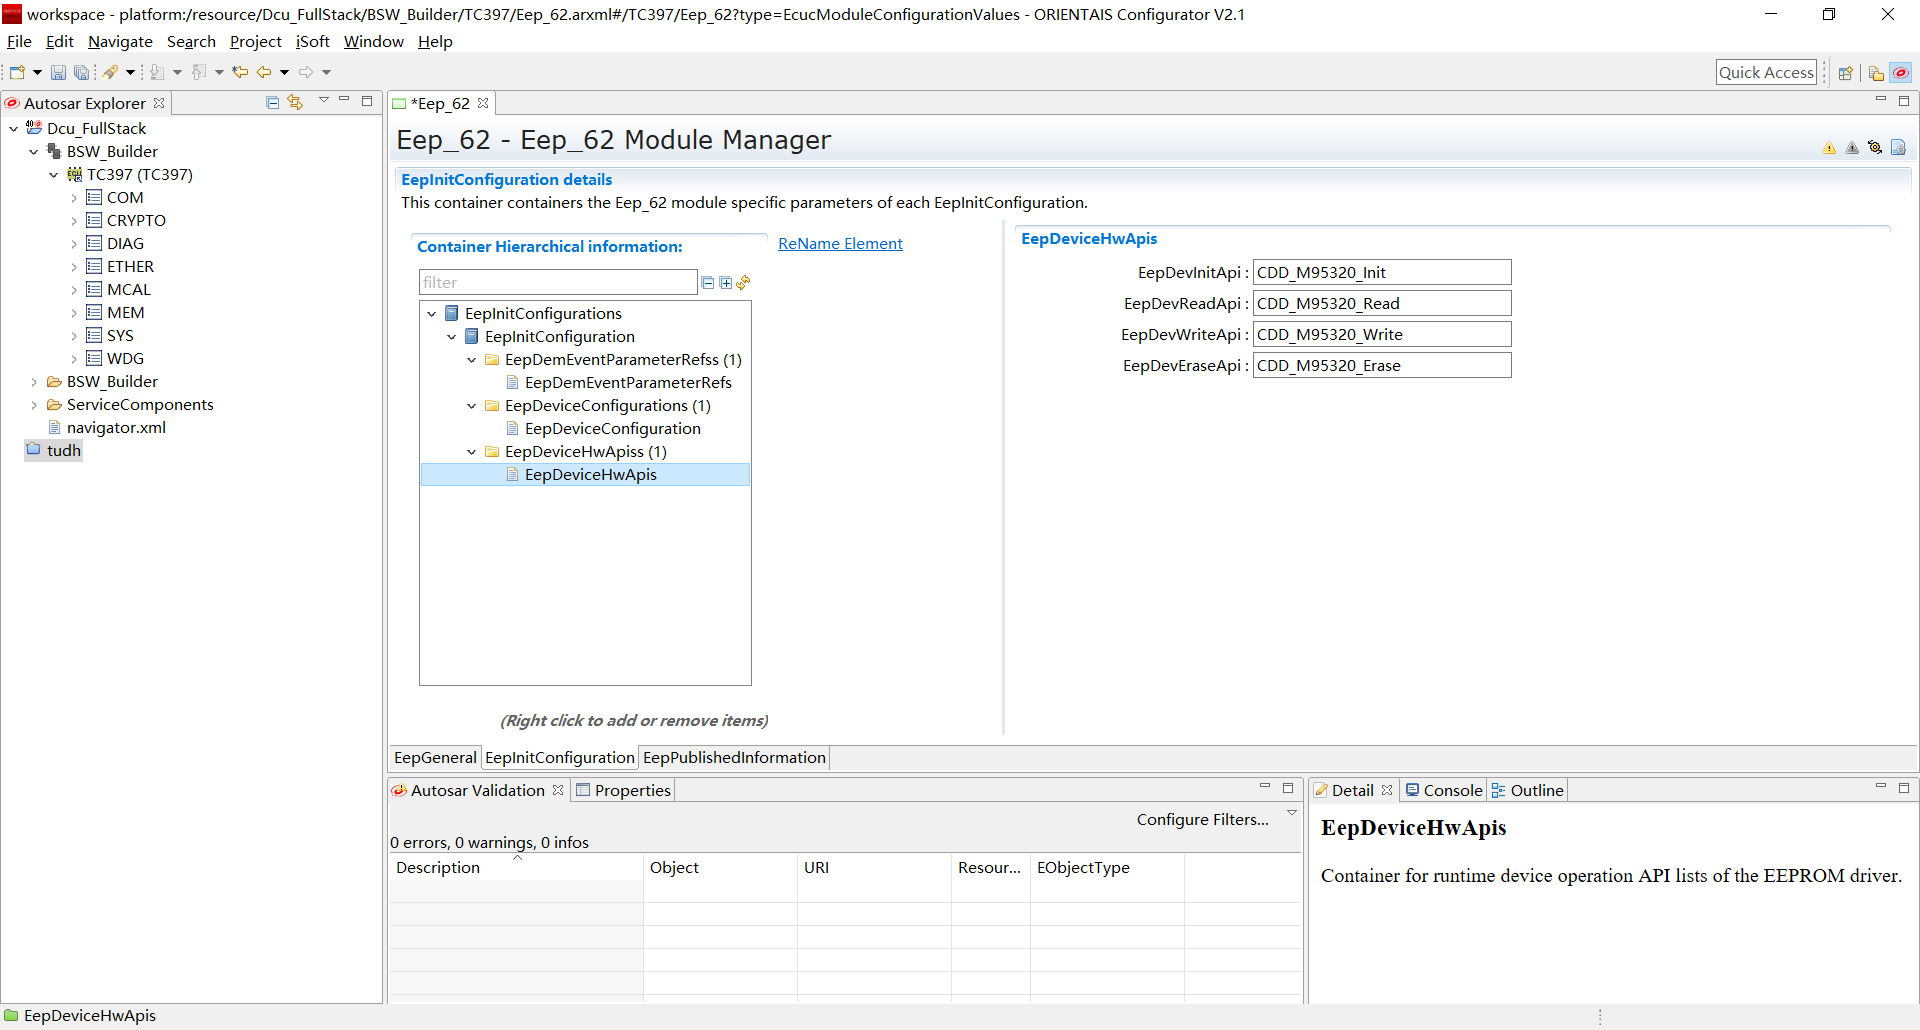 workspace - platform:/resource/Dcu_FullStack/BSW_Builder/TC397/Eep_62.arxml#/TC397/Eep_62?type=EcucModuleConfigurationValues - ORIENTAIS Configurator V2.1
File Edit Navigate Search Project iSoft Window Help
Quick Access
Autosar Explorer
Dcu_FullStack
BSW_Builder
TC397 (TC397)
COM
CRYPTO
DIAG
ETHER
MCAL
MEM
SYS
WDG
BSW_Builder
ServiceComponents
navigator.xml
tudh
*Eep_62
Eep_62 - Eep_62 Module Manager
EepInitConfiguration details
This container containers the Eep_62 module specific parameters of each EepInitConfiguration.
Container Hierarchical information:
ReName Element
filter
EepInitConfigurations
EepInitConfiguration
EepDemEventParameterRefss (1)
EepDemEventParameterRefs
EepDeviceConfigurations (1)
EepDeviceConfiguration
EepDeviceHwApiss (1)
EepDeviceHwApis
(Right click to add or remove items)
EepDeviceHwApis
EepDevInitApi : CDD_M95320_Init
EepDevReadApi : CDD_M95320_Read
EepDevWriteApi : CDD_M95320_Write
EepDevEraseApi : CDD_M95320_Erase
EepGeneral EepInitConfiguration EepPublishedInformation
Autosar Validation Properties
Configure Filters...
0 errors, 0 warnings, 0 infos
Description Object URI Resour... EObjectType
Detail Console Outline
EepDeviceHwApis
Container for runtime device operation API lists of the EEPROM driver.
EepDeviceHwApis